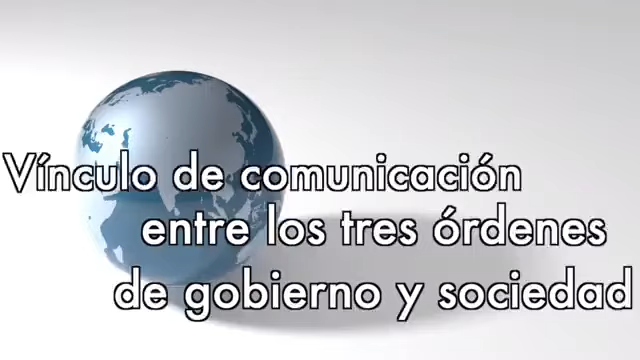 Vínculo de comunicación
entre los tres órdenes
de gobierno y sociedad